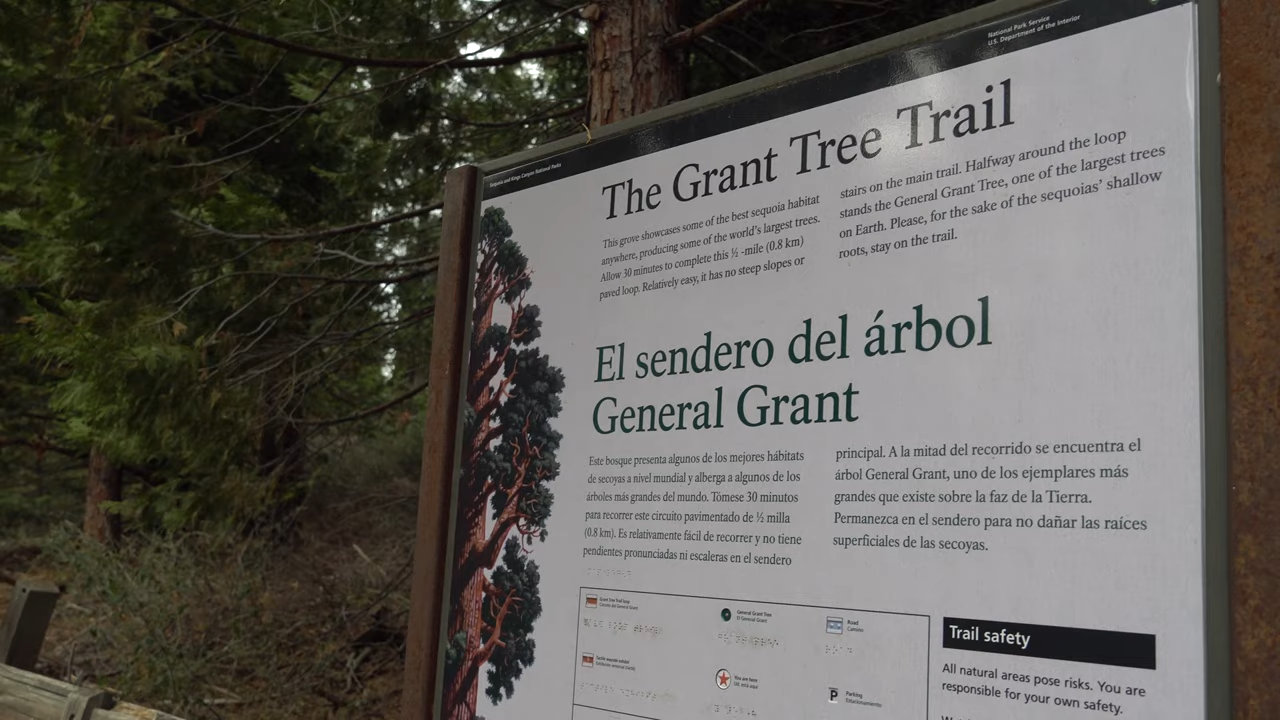 National Park Service
U.S. Department of the Interior
Sequoia and Kings Canyon National Parks
The Grant Tree Trail
This grove showcases some of the best sequoia habitat
anywhere, producing some of the world's largest trees.
Allow 30 minutes to complete this ½ -mile (0.8 km)
paved loop. Relatively easy, it has no steep slopes or
stairs on the main trail. Halfway around the loop
stands the General Grant Tree, one of the largest trees
on Earth. Please, for the sake of the sequoias' shallow
roots, stay on the trail.
El sendero del árbol
General Grant
Este bosque presenta algunos de los mejores hábitats
de secoyas a nivel mundial y alberga a algunos de los
árboles más grandes del mundo. Tómese 30 minutos
para recorrer este circuito pavimentado de ½ milla
(0.8 km). Es relativamente fácil de recorrer y no tiene
pendientes pronunciadas ni escaleras en el sendero
principal. A la mitad del recorrido se encuentra el
árbol General Grant, uno de los ejemplares más
grandes que existe sobre la faz de la Tierra.
Permanezca en el sendero para no dañar las raíces
superficiales de las secoyas.
Grant Tree Trail loop
Circuito del General Grant
General Grant Tree
El General Grant
Road
Camino
You are here
Ud. está aquí
P
Parking
Estacionamiento
Trail safety
All natural areas pose risks. You are
responsible for your own safety.